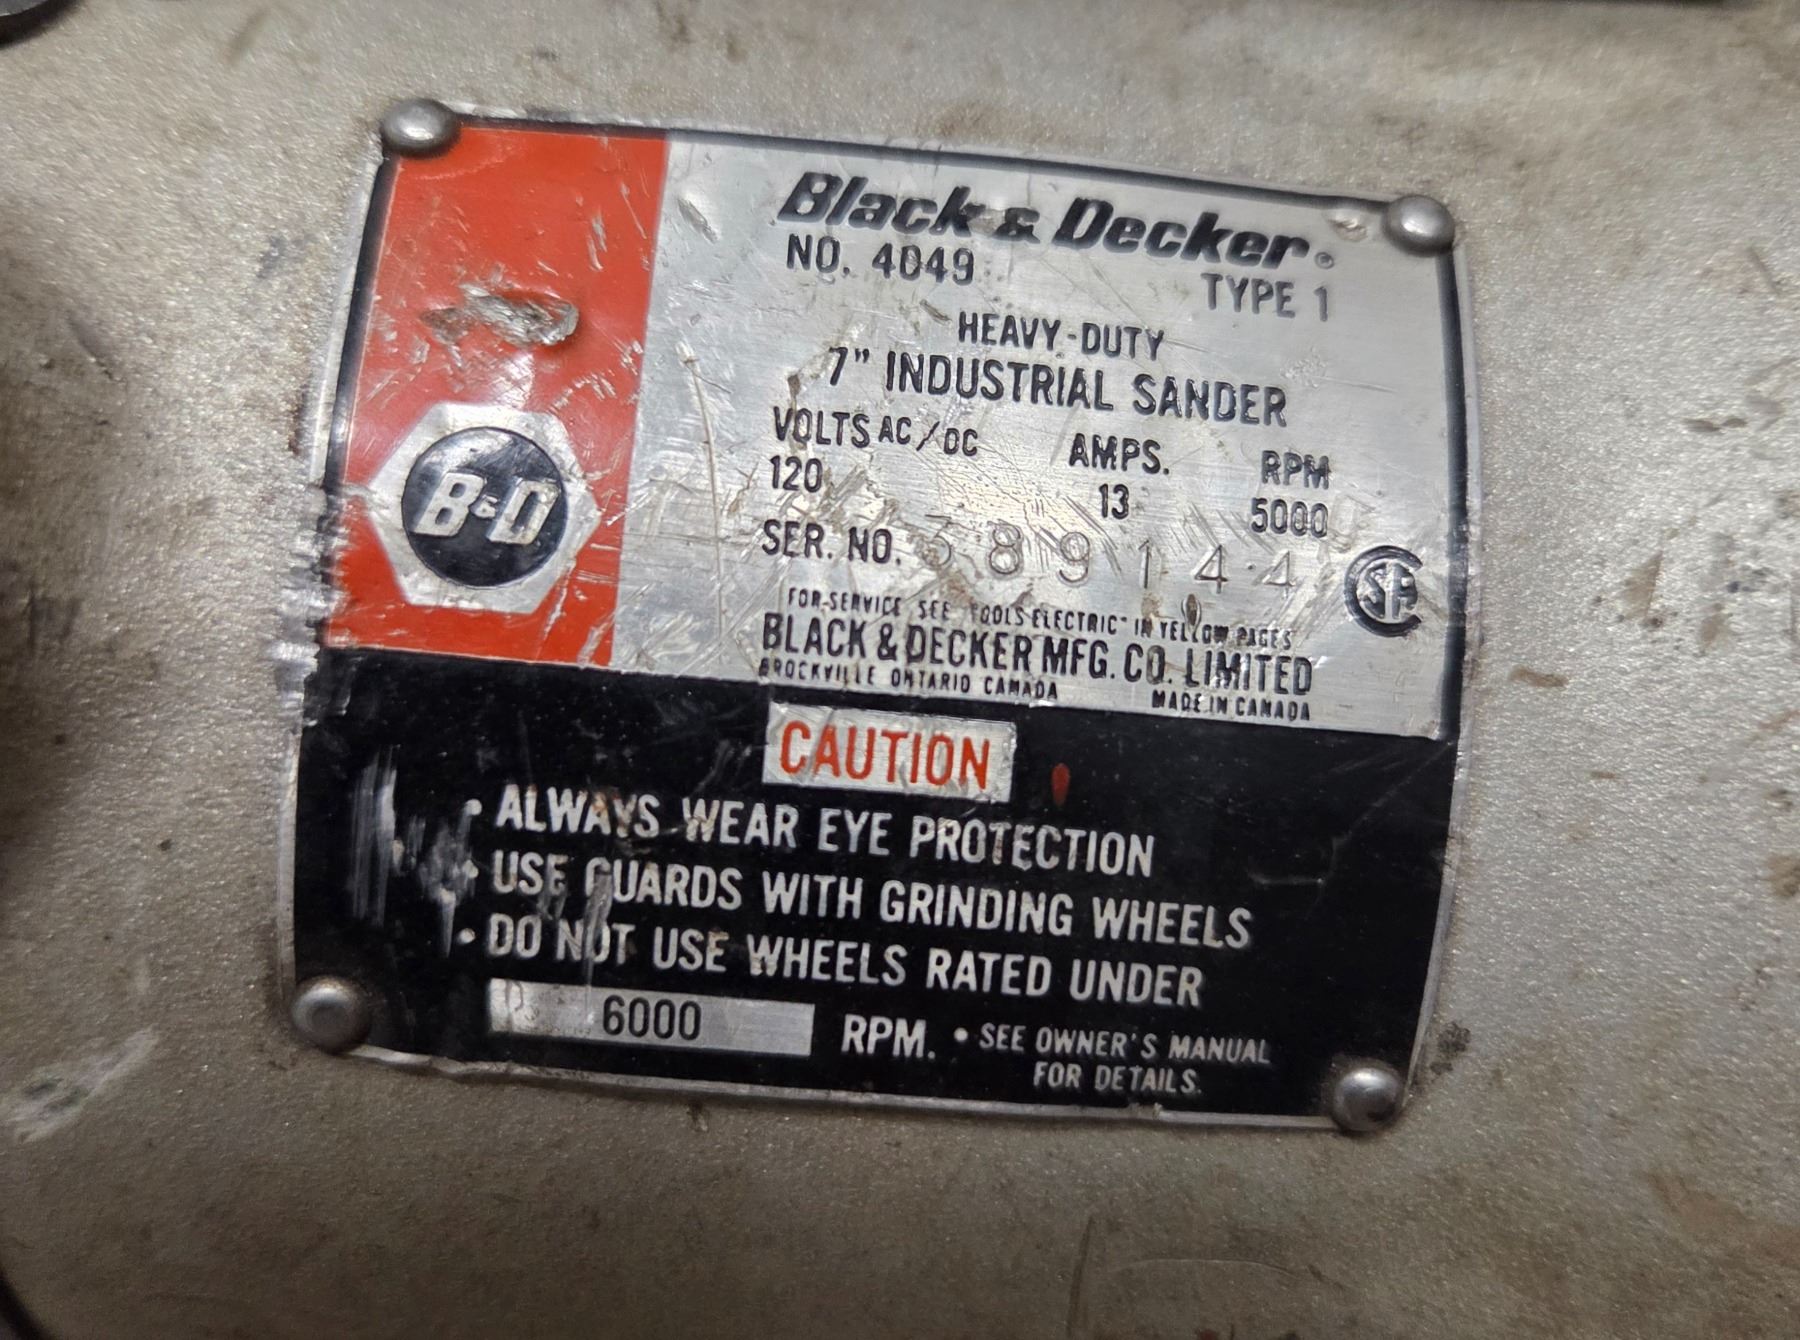 Black & Decker®
NO. 4049 TYPE 1
HEAVY-DUTY
7" INDUSTRIAL SANDER
VOLTS AC/DC AMPS. RPM
120 13 5000
SER. NO. 389144
FOR SERVICE SEE "TOOLS ELECTRIC" IN YELLOW PAGES
BLACK & DECKER MFG. CO. LIMITED
BROCKVILLE ONTARIO CANADA MADE IN CANADA
B&D
CSA
CAUTION
• ALWAYS WEAR EYE PROTECTION
• USE GUARDS WITH GRINDING WHEELS
• DO NOT USE WHEELS RATED UNDER
6000 RPM. • SEE OWNER'S MANUAL
FOR DETAILS.